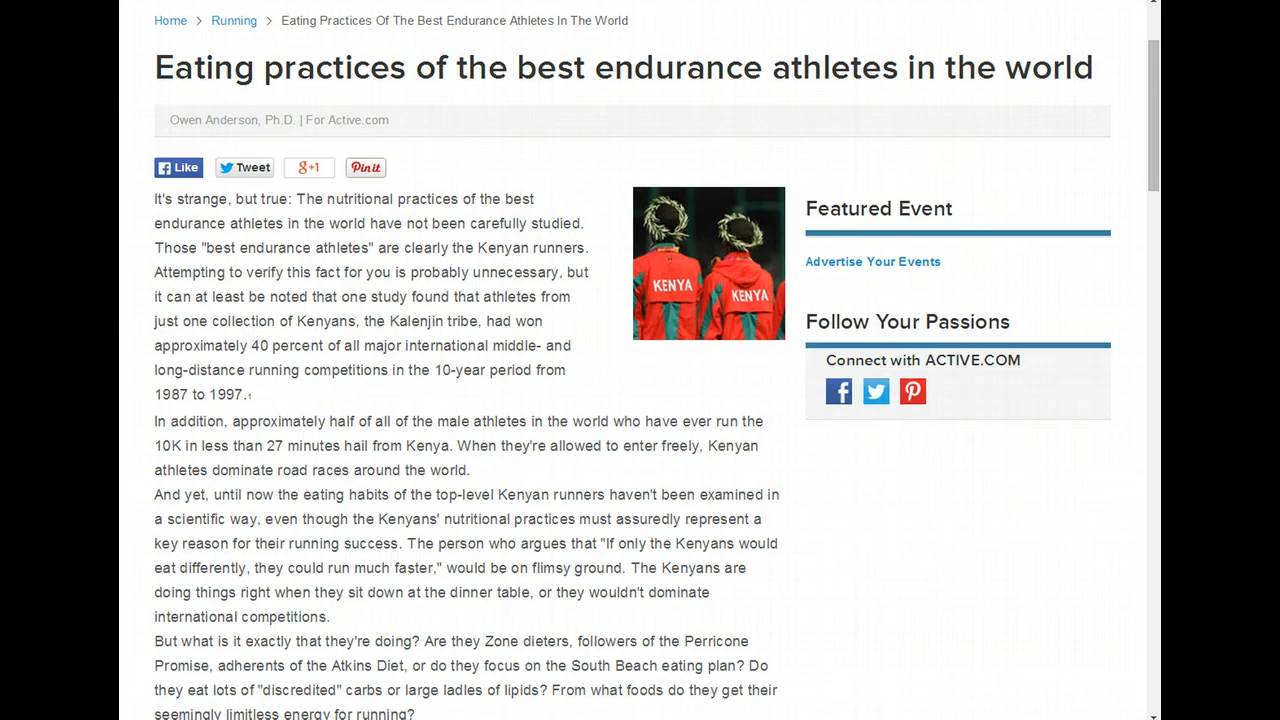 Home > Running > Eating Practices Of The Best Endurance Athletes In The World
Eating practices of the best endurance athletes in the world
Owen Anderson, Ph.D. | For Active.com
Like Tweet g+1 Pinit
It's strange, but true: The nutritional practices of the best
endurance athletes in the world have not been carefully studied.
Those "best endurance athletes" are clearly the Kenyan runners.
Attempting to verify this fact for you is probably unnecessary, but
it can at least be noted that one study found that athletes from
just one collection of Kenyans, the Kalenjin tribe, had won
approximately 40 percent of all major international middle- and
long-distance running competitions in the 10-year period from
1987 to 1997.1
In addition, approximately half of all of the male athletes in the world who have ever run the
10K in less than 27 minutes hail from Kenya. When they're allowed to enter freely, Kenyan
athletes dominate road races around the world.
And yet, until now the eating habits of the top-level Kenyan runners haven't been examined in
a scientific way, even though the Kenyans' nutritional practices must assuredly represent a
key reason for their running success. The person who argues that "If only the Kenyans would
eat differently, they could run much faster," would be on flimsy ground. The Kenyans are
doing things right when they sit down at the dinner table, or they wouldn't dominate
international competitions.
But what is it exactly that they're doing? Are they Zone dieters, followers of the Perricone
Promise, adherents of the Atkins Diet, or do they focus on the South Beach eating plan? Do
they eat lots of "discredited" carbs or large ladles of lipids? From what foods do they get their
seemingly limitless energy for running?
KENYA
KENYA
Featured Event
Advertise Your Events
Follow Your Passions
Connect with ACTIVE.COM